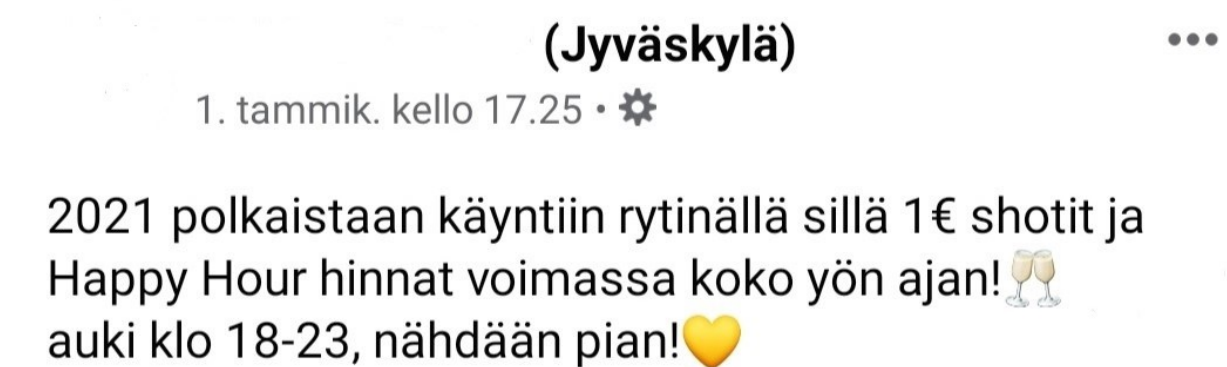 (Jyväskylä)
1. tammik. kello 17.25 •
2021 polkaistaan käyntiin rytinällä sillä 1€ shotit ja
Happy Hour hinnat voimassa koko yön ajan!🥂
auki klo 18-23, nähdään pian!💛